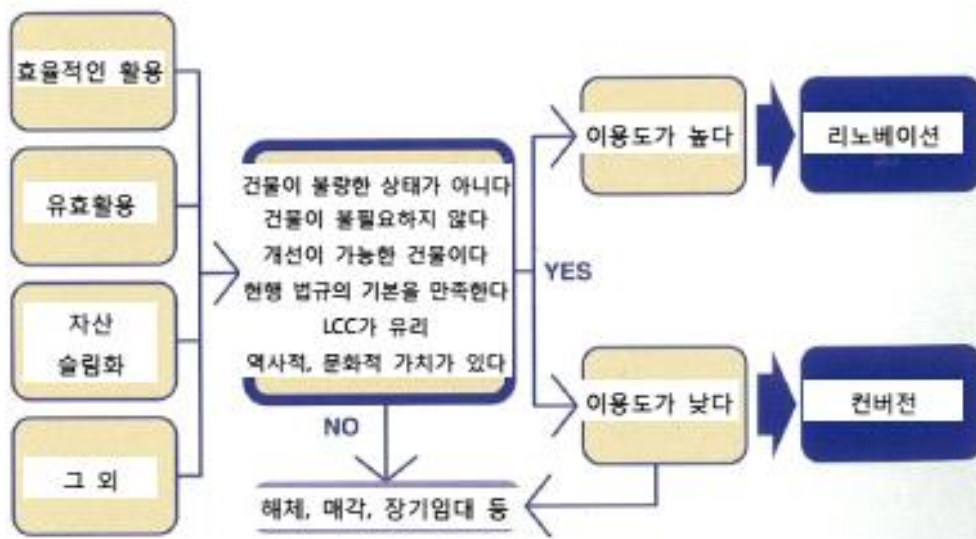 효율적인 활용
유효활용
자산
슬림화
그 외
건물이 불량한 상태가 아니다
건물이 불필요하지 않다
개선이 가능한 건물이다
현행 법규의 기본을 만족한다
LCC가 유리
역사적, 문화적 가치가 있다
YES
NO
이용도가 높다
리노베이션
이용도가 낮다
컨버전
해체, 매각, 장기임대 등